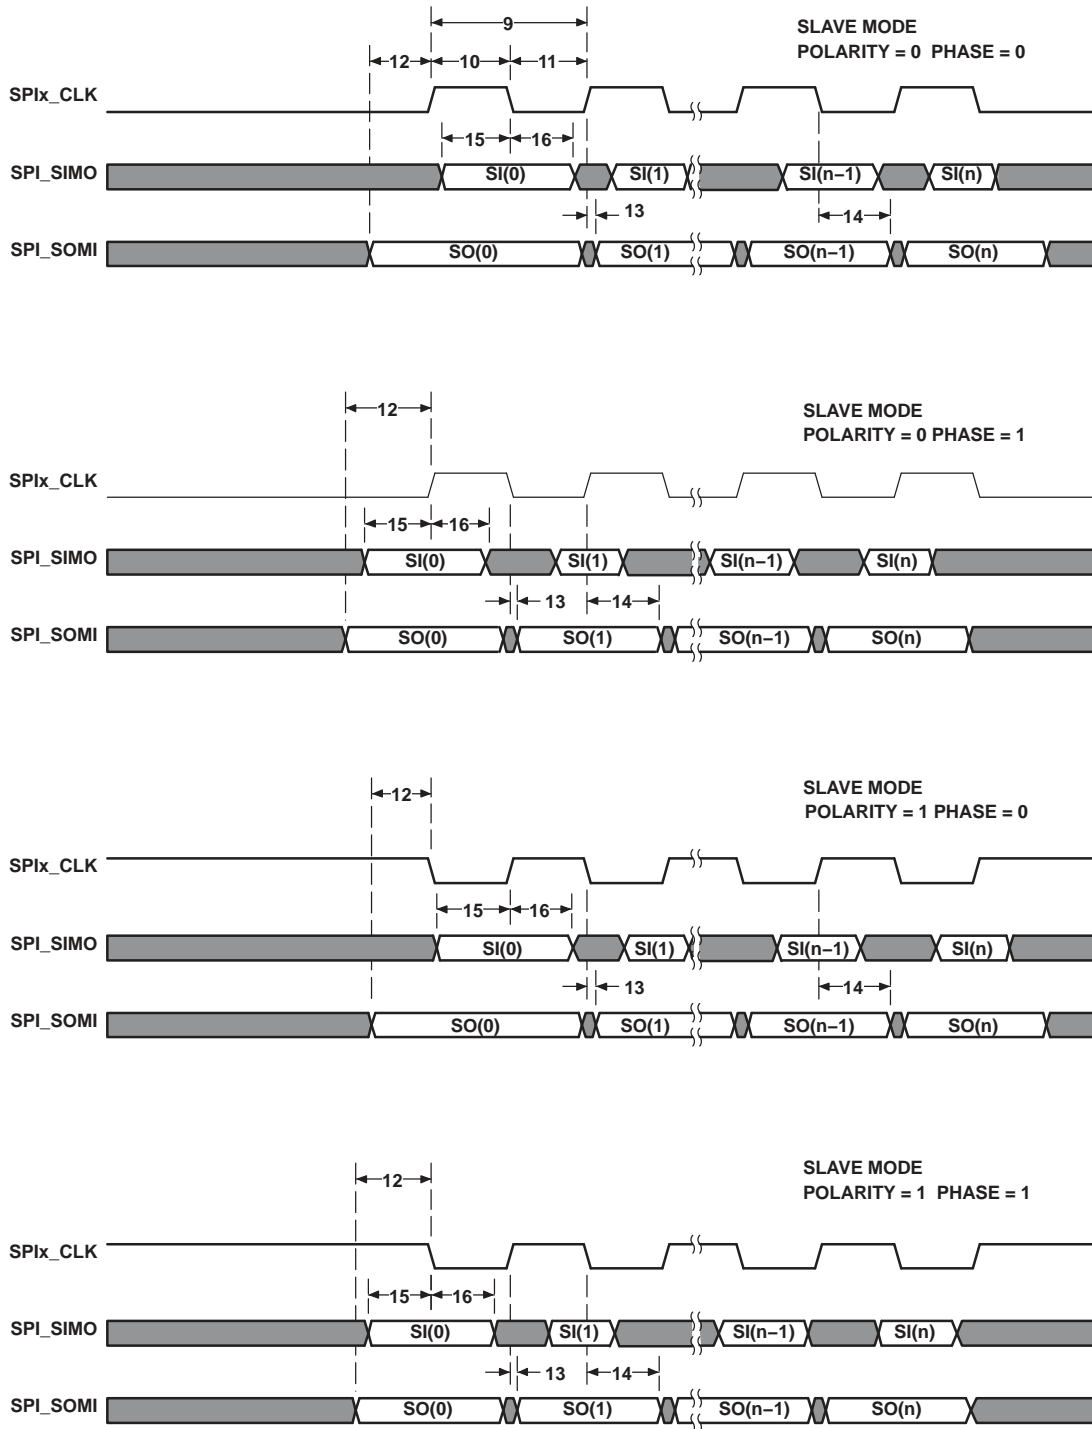 9
SLAVE MODE
POLARITY = 0 PHASE = 0
12 10 11
SPIx_CLK
15 16
SPI_SIMO SI(0) SI(1) SI(n−1) SI(n)
13 14
SPI_SOMI SO(0) SO(1) SO(n−1) SO(n)
12
SLAVE MODE
POLARITY = 0 PHASE = 1
SPIx_CLK
15 16
SPI_SIMO SI(0) SI(1) SI(n−1) SI(n)
13 14
SPI_SOMI SO(0) SO(1) SO(n−1) SO(n)
SLAVE MODE
12
POLARITY = 1 PHASE = 0
SPIx_CLK
15 16
SPI_SIMO SI(0) SI(1) SI(n−1) SI(n)
13 14
SPI_SOMI SO(0) SO(1) SO(n−1) SO(n)
SLAVE MODE
12
POLARITY = 1 PHASE = 1
SPIx_CLK
15 16
SPI_SIMO SI(0) SI(1) SI(n−1) SI(n)
13 14
SPI_SOMI SO(0) SO(1) SO(n−1) SO(n)